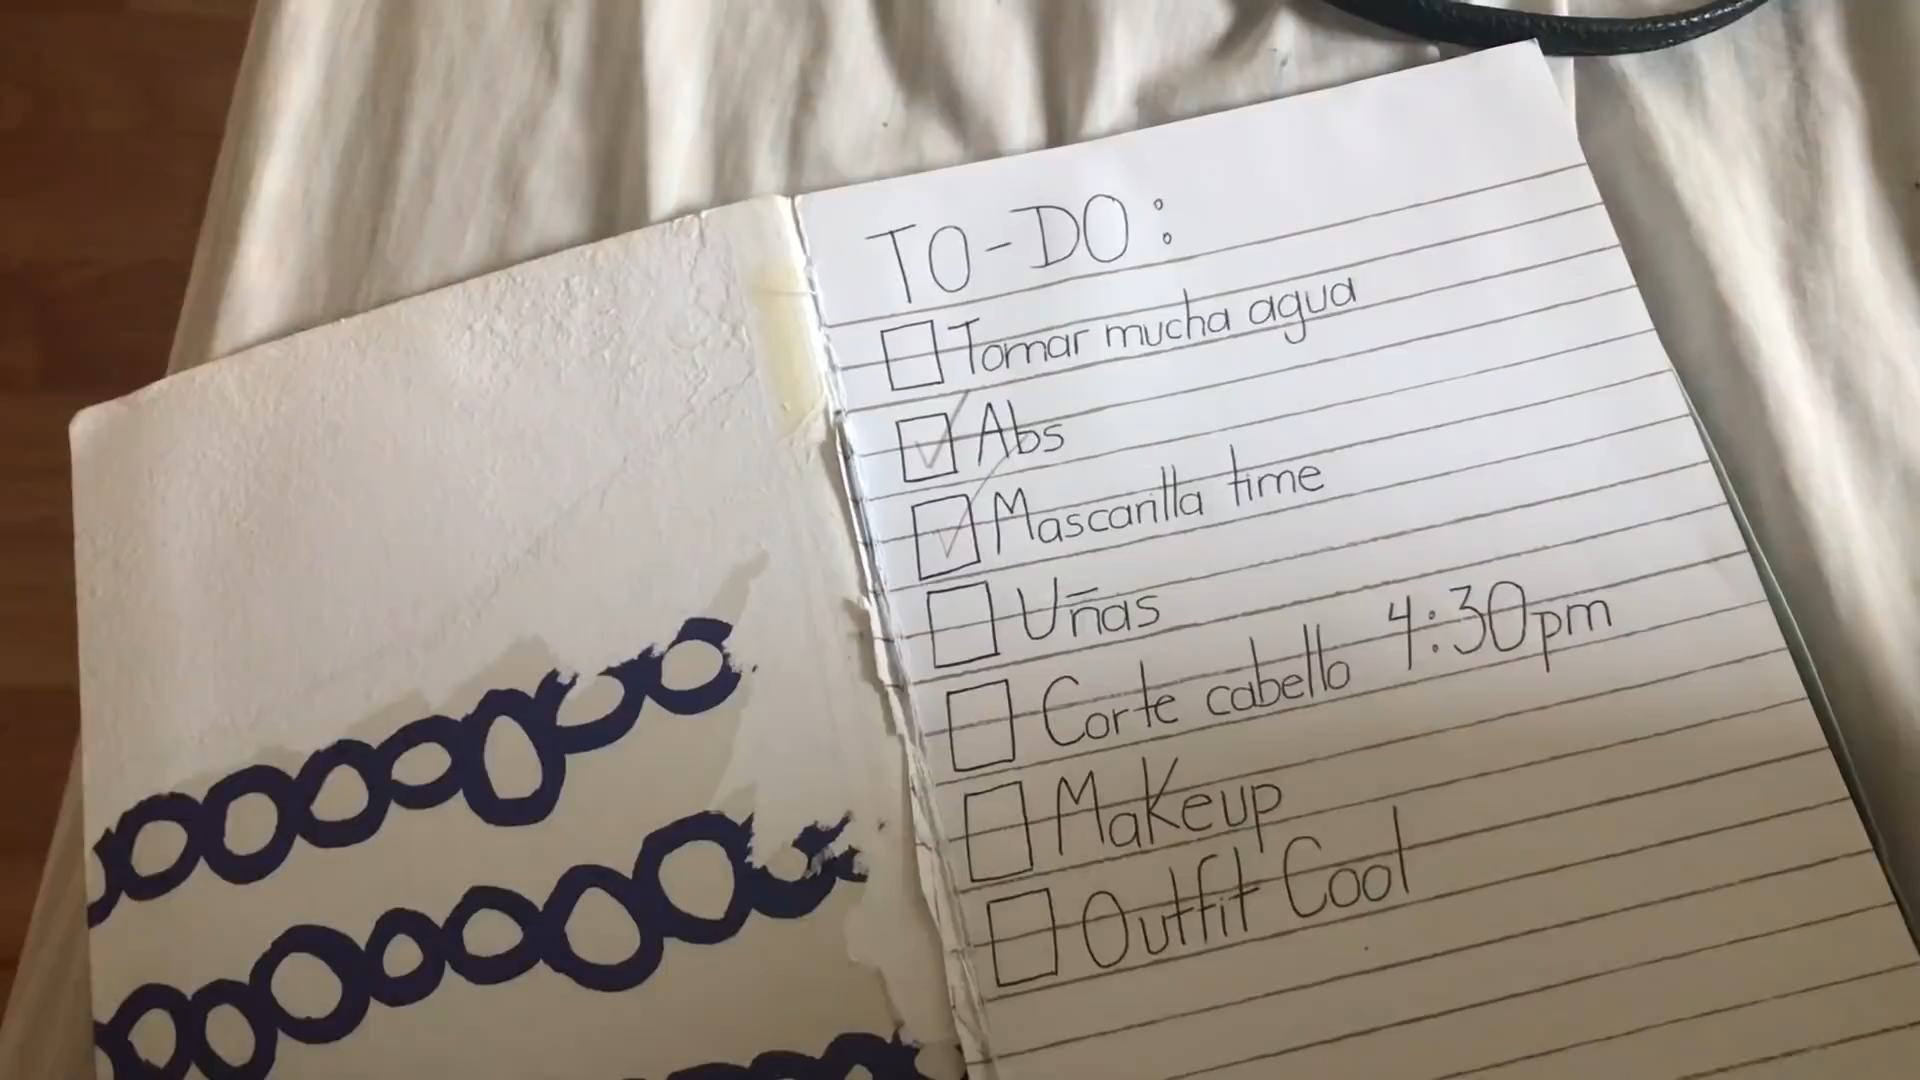 TO-DO:
Tomar mucha agua
Abs
Mascarilla time
Uñas
Corte cabello 4:30pm
Makeup
Outfit Cool